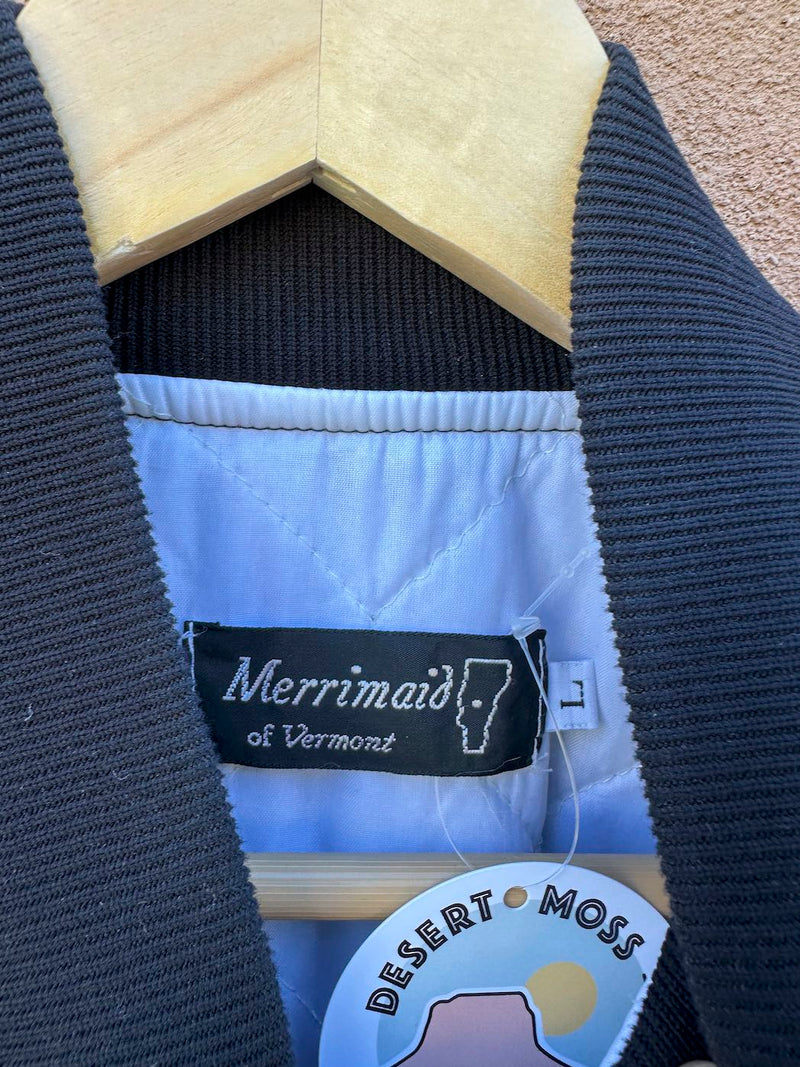 Merrimaid
of Vermont
L
DESERT MOSS